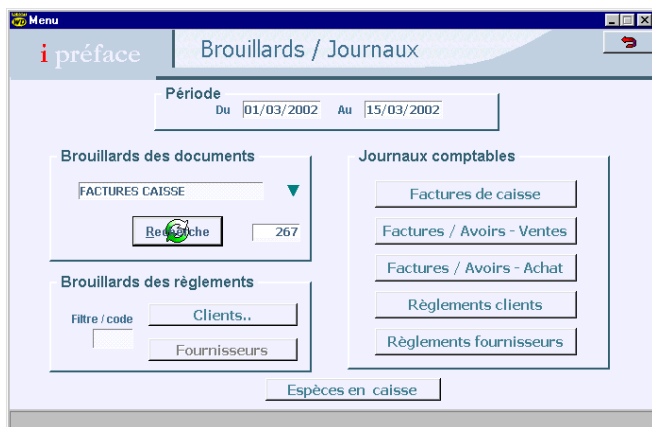 Menu
i préface
Brouillards / Journaux
Période
Du 01/03/2002 Au 15/03/2002
Brouillards des documents
FACTURES CAISSE
267
Brouillards des règlements
Filtre / code
Clients..
Fournisseurs
Journaux comptables
Factures de caisse
Factures / Avoirs - Ventes
Factures / Avoirs - Achat
Règlements clients
Règlements fournisseurs
Espèces en caisse